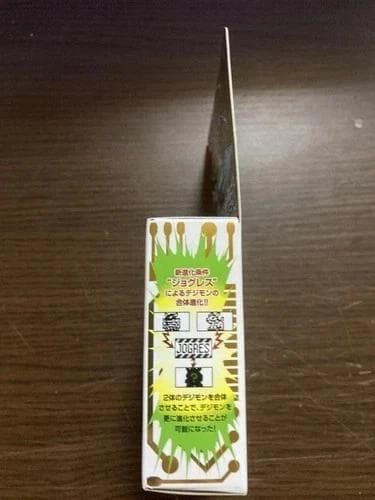 新進化条件
"ジョグレス"
によるデジモンの
合体進化!!
JOGRES
2体のデジモンを合体
させることで、デジモンを
更に進化させることが
可能になった!